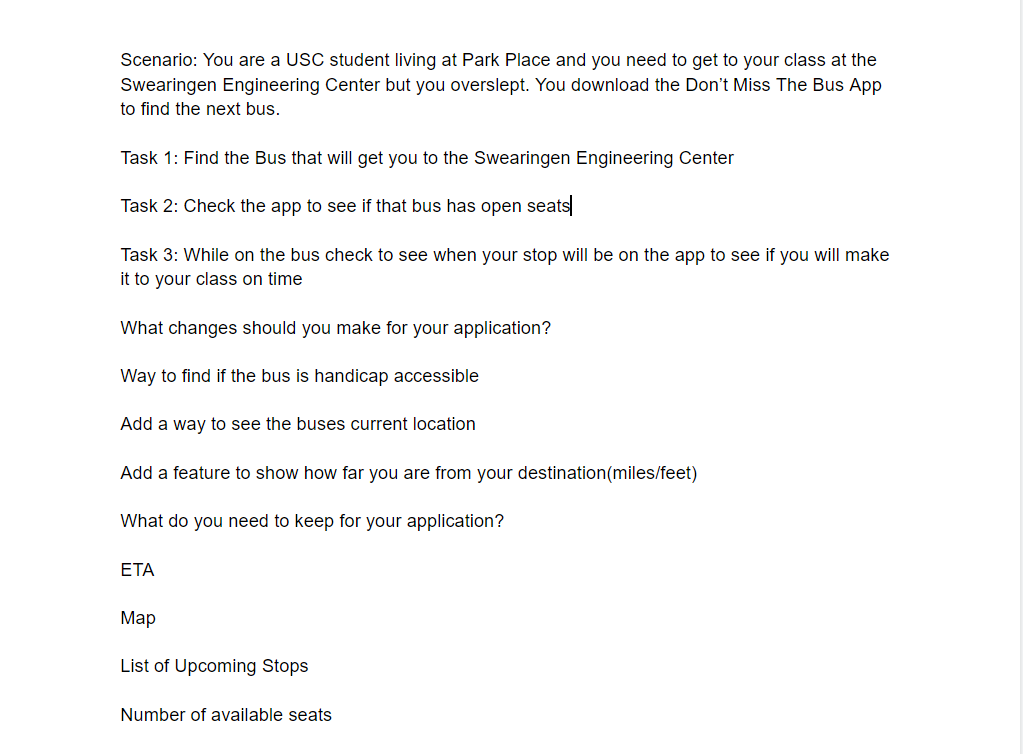 Scenario: You are a USC student living at Park Place and you need to get to your class at the
Swearingen Engineering Center but you overslept. You download the Don’t Miss The Bus App
to find the next bus.
Task 1: Find the Bus that will get you to the Swearingen Engineering Center
Task 2: Check the app to see if that bus has open seats
Task 3: While on the bus check to see when your stop will be on the app to see if you will make
it to your class on time
What changes should you make for your application?
Way to find if the bus is handicap accessible
Add a way to see the buses current location
Add a feature to show how far you are from your destination(miles/feet)
What do you need to keep for your application?
ETA
Map
List of Upcoming Stops
Number of available seats